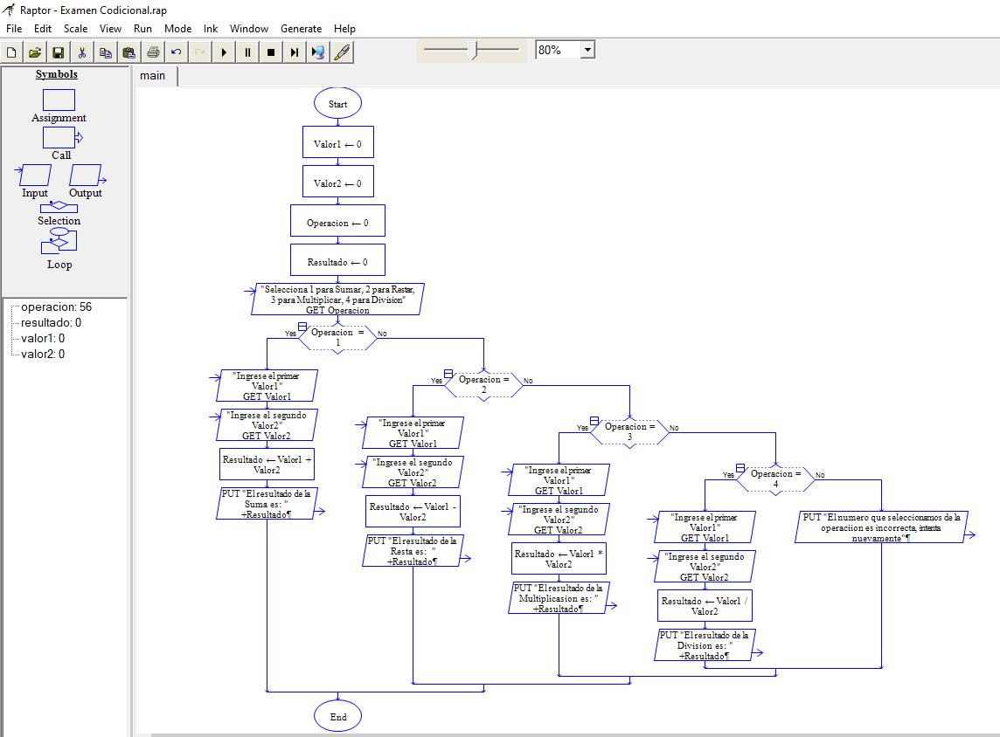 Raptor - Examen Codicional.rap
File Edit Scale View Run Mode Ink Window Generate Help
80%
Symbols
Assignment
Call
Input Output
Selection
Loop
operacion: 56
resultado: 0
valor1: 0
valor2: 0
main
Start
Valor1 ← 0
Valor2 ← 0
Operacion ← 0
Resultado ← 0
"Selecciona 1 para Sumar, 2 para Restar,
3 para Multiplicar, 4 para Division"
GET Operacion
Yes
Operacion =
1
No
"Ingrese el primer
Valor1"
GET Valor1
"Ingrese el segundo
Valor2"
GET Valor2
Resultado ← Valor1 +
Valor2
PUT "El resultado de la
Suma es: "
+Resultado¶
Yes
Operacion =
2
No
"Ingrese el primer
Valor1"
GET Valor1
"Ingrese el segundo
Valor2"
GET Valor2
Resultado ← Valor1 -
Valor2
PUT "El resultado de la
Resta es: "
+Resultado¶
Yes
Operacion =
3
No
"Ingrese el primer
Valor1"
GET Valor1
"Ingrese el segundo
Valor2"
GET Valor2
Resultado ← Valor1 *
Valor2
PUT "El resultado de la
Multiplicasion es: "
+Resultado¶
Yes
Operacion =
4
No
"Ingrese el primer
Valor1"
GET Valor1
"Ingrese el segundo
Valor2"
GET Valor2
Resultado ← Valor1 /
Valor2
PUT "El resultado de la
Division es: "
+Resultado¶
PUT "El numero que seleccionamos de la
operaciion es incorrecta, intenta
nuevamente"¶
End